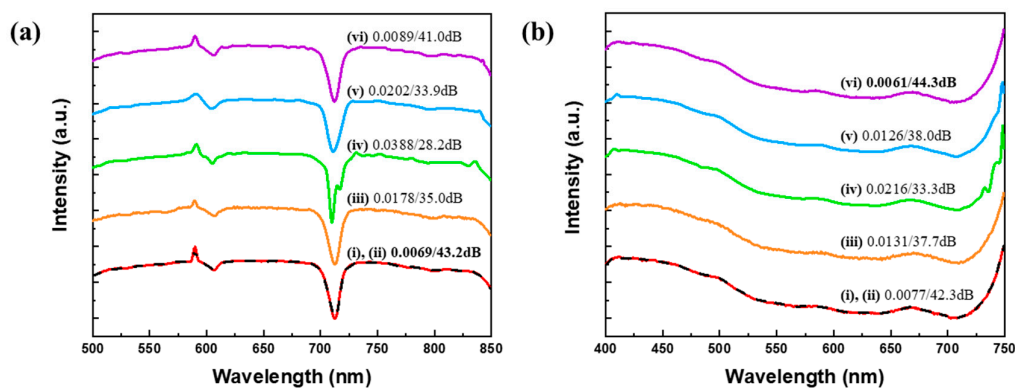 (a)
Intensity (a.u.)
(vi) 0.0089/41.0dB
(v) 0.0202/33.9dB
(iv) 0.0388/28.2dB
(iii) 0.0178/35.0dB
(i), (ii) 0.0069/43.2dB
500 550 600 650 700 750 800 850
Wavelength (nm)
(b)
Intensity (a.u.)
(vi) 0.0061/44.3dB
(v) 0.0126/38.0dB
(iv) 0.0216/33.3dB
(iii) 0.0131/37.7dB
(i), (ii) 0.0077/42.3dB
400 450 500 550 600 650 700 750
Wavelength (nm)